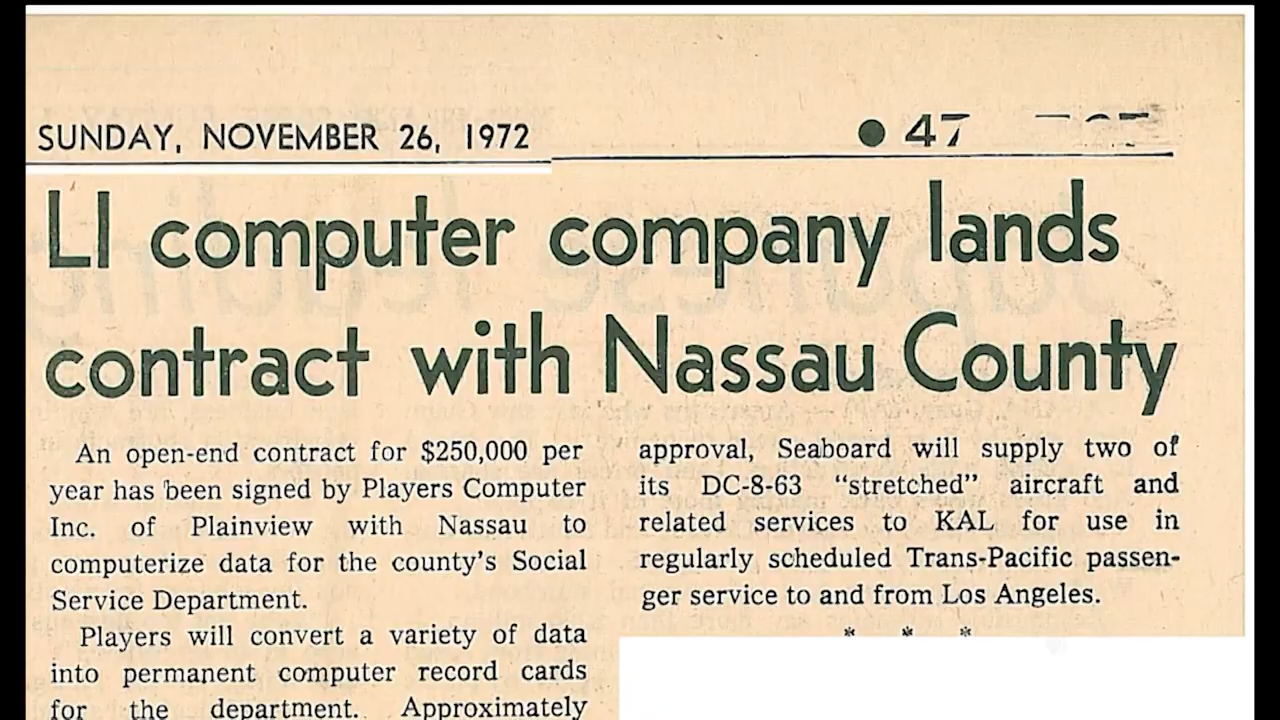 SUNDAY, NOVEMBER 26, 1972 ● 47
LI computer company lands
contract with Nassau County
An open-end contract for $250,000 per
year has been signed by Players Computer
Inc. of Plainview with Nassau to
computerize data for the county's Social
Service Department.
Players will convert a variety of data
into permanent computer record cards
for the department. Approximately
approval, Seaboard will supply two of
its DC-8-63 “stretched” aircraft and
related services to KAL for use in
regularly scheduled Trans-Pacific passen-
ger service to and from Los Angeles.
* * *